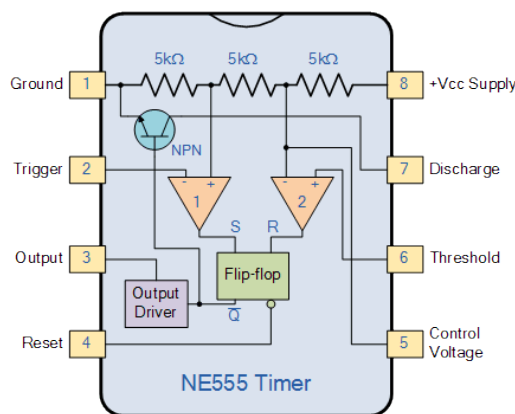 5kΩ 5kΩ 5kΩ
Ground 1 8 +Vcc Supply
NPN
Trigger 2 7 Discharge
- + - +
1 2
S R
Output 3 6 Threshold
Flip-flop
Output
Driver
Q̅
Reset 4 5 Control
Voltage
NE555 Timer